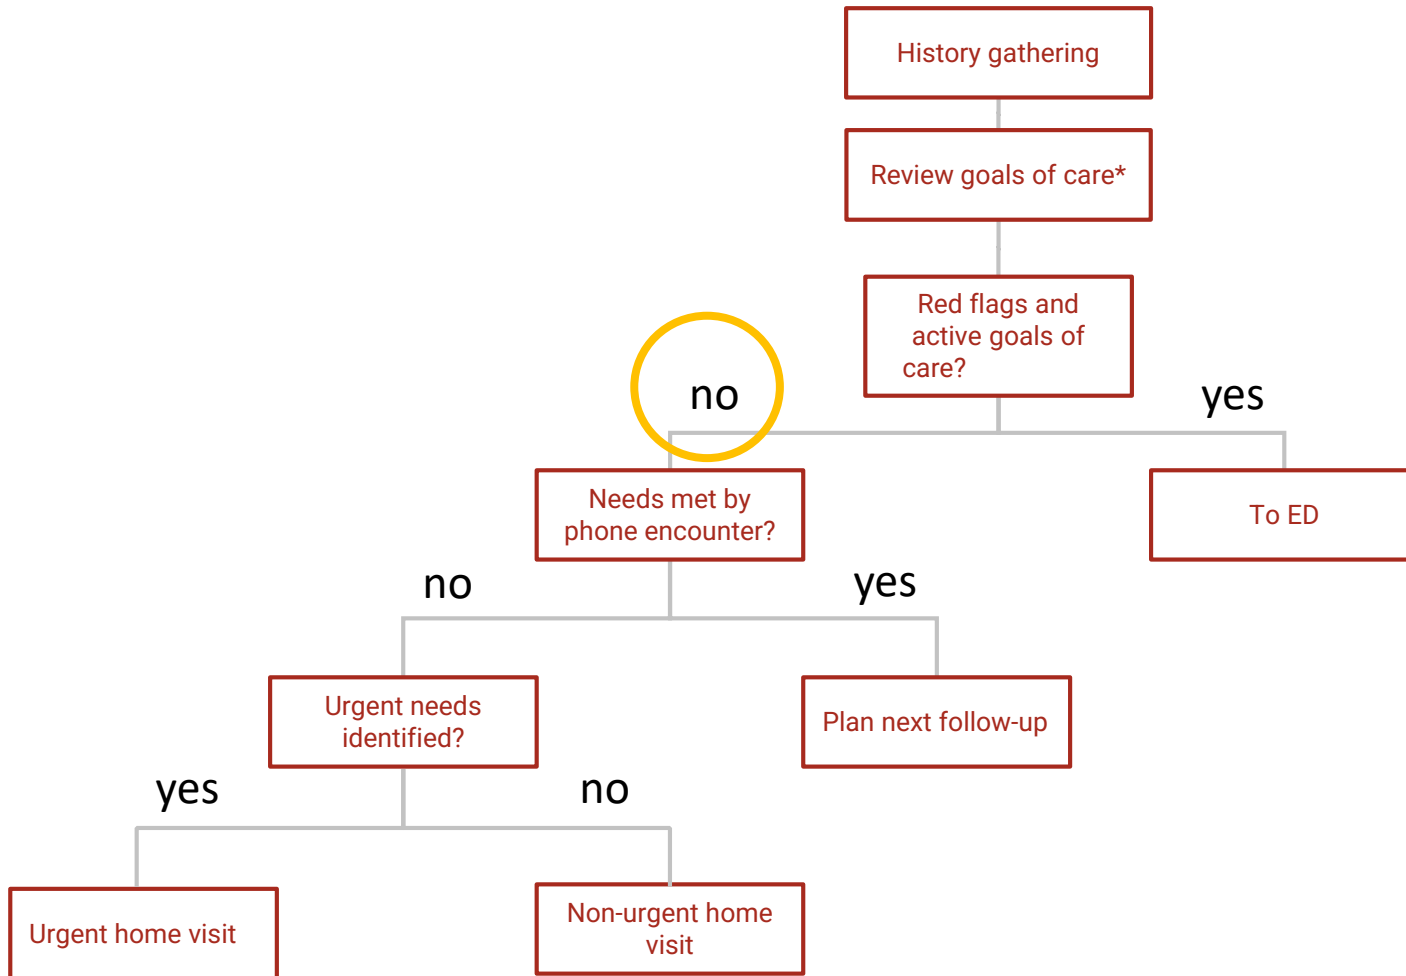 History gathering
Review goals of care*
Red flags and
active goals of
care?
no
yes
Needs met by
phone encounter?
To ED
no
yes
Urgent needs
identified?
Plan next follow-up
yes
no
Urgent home visit
Non-urgent home
visit